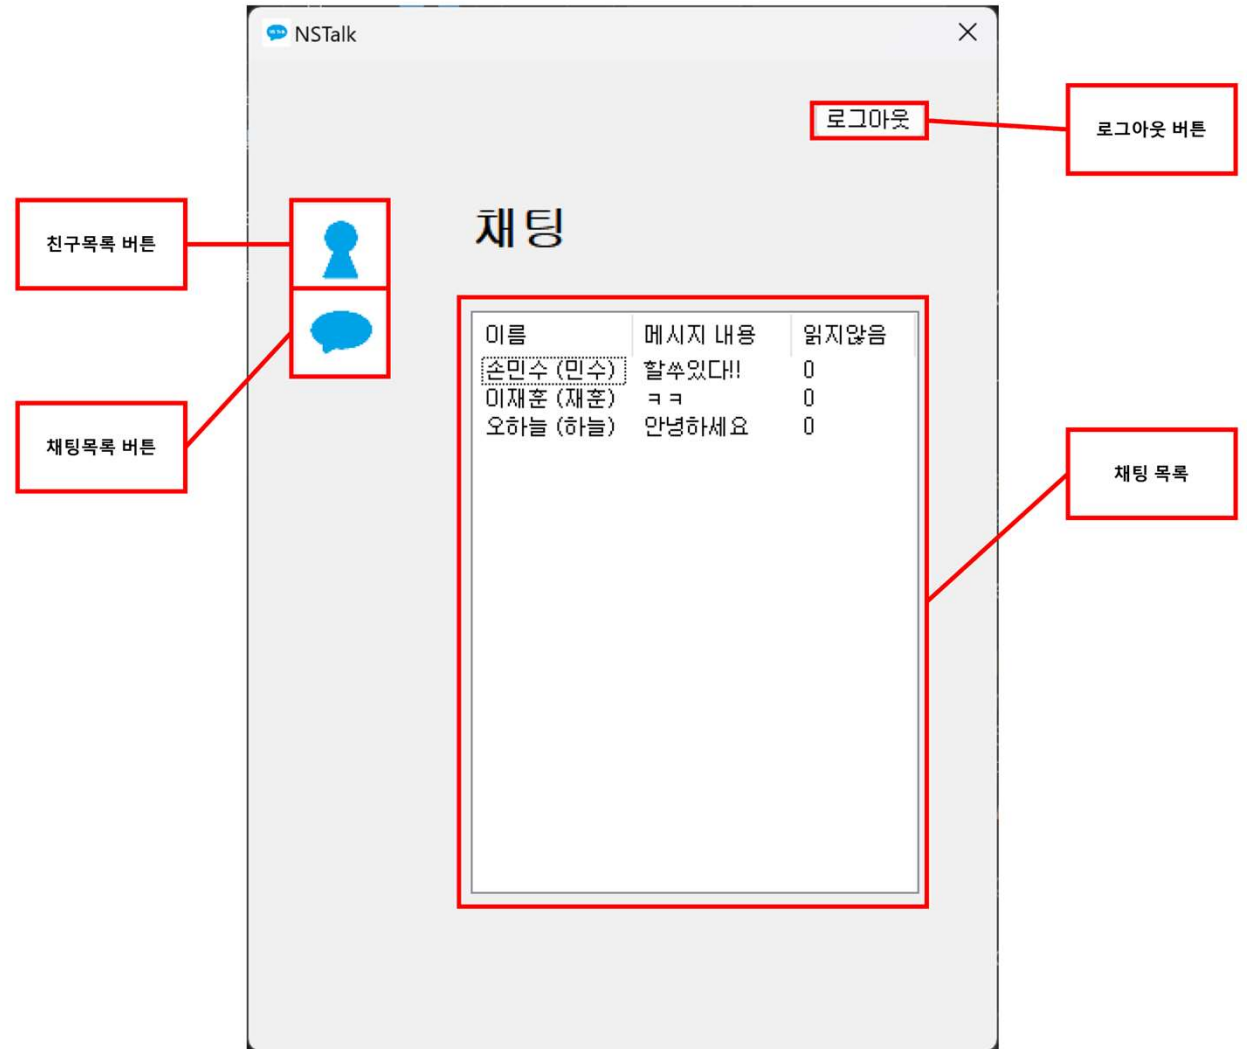 NSTalk
로그아웃
로그아웃 버튼
친구목록 버튼
채팅
채팅목록 버튼
이름 메시지 내용 읽지않음
손민수 (민수) 할쑤있다!! 0
이재훈 (재훈) ㅋㅋ 0
오하늘 (하늘) 안녕하세요 0
채팅 목록